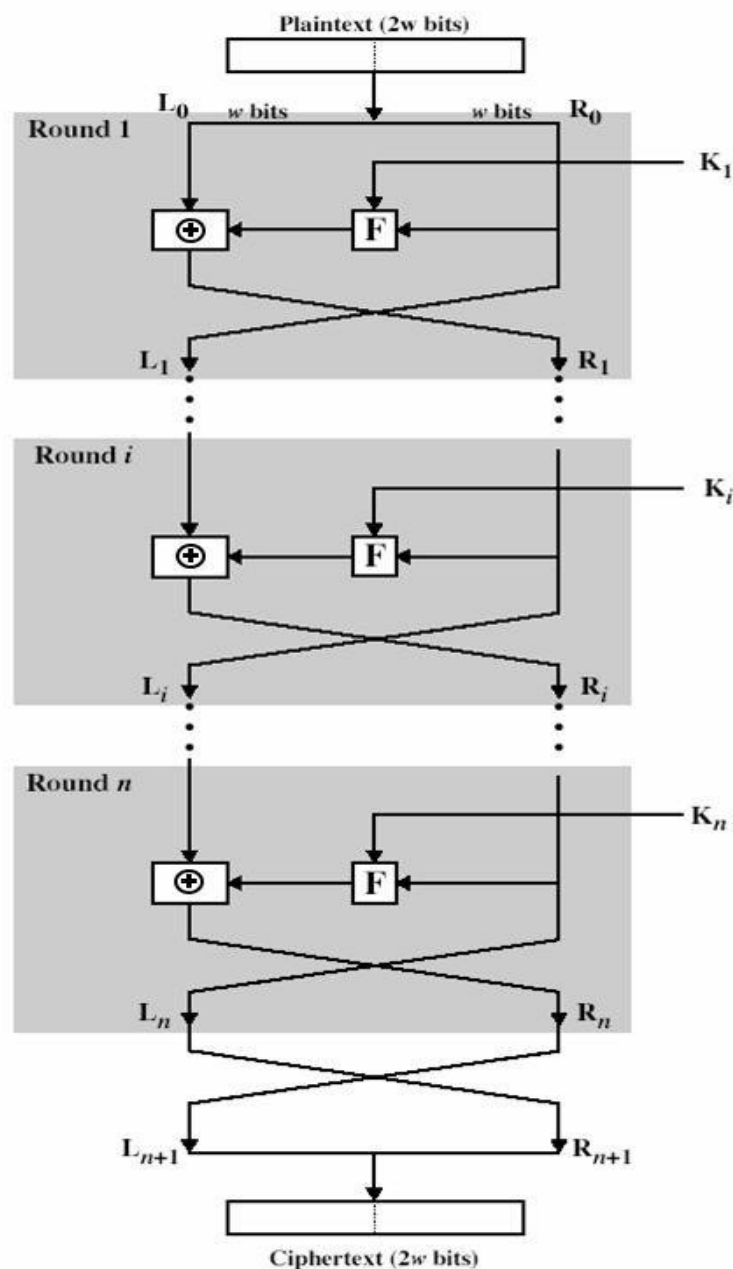 Plaintext (2w bits)
L0 w bits w bits R0
Round 1
K1
F
L1 R1
Round i
Ki
F
Li Ri
Round n
Kn
F
Ln Rn
Ln+1 Rn+1
Ciphertext (2w bits)